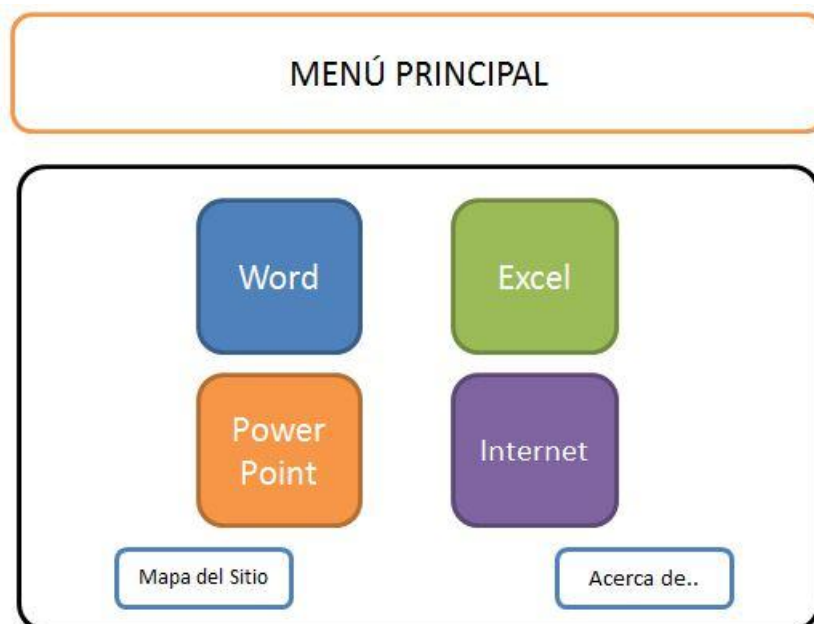 MENÚ PRINCIPAL
Word
Excel
Power
Point
Internet
Mapa del Sitio
Acerca de..